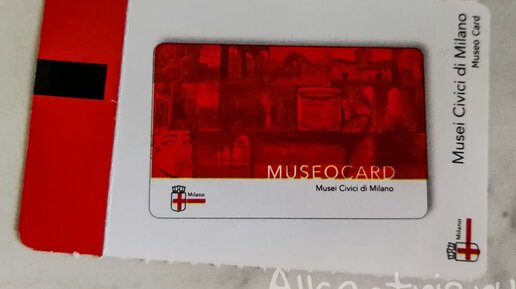 MUSEOCARD
Musei Civici di Milano
Milano
Musei Civici di Milano
Museo Card
Milano